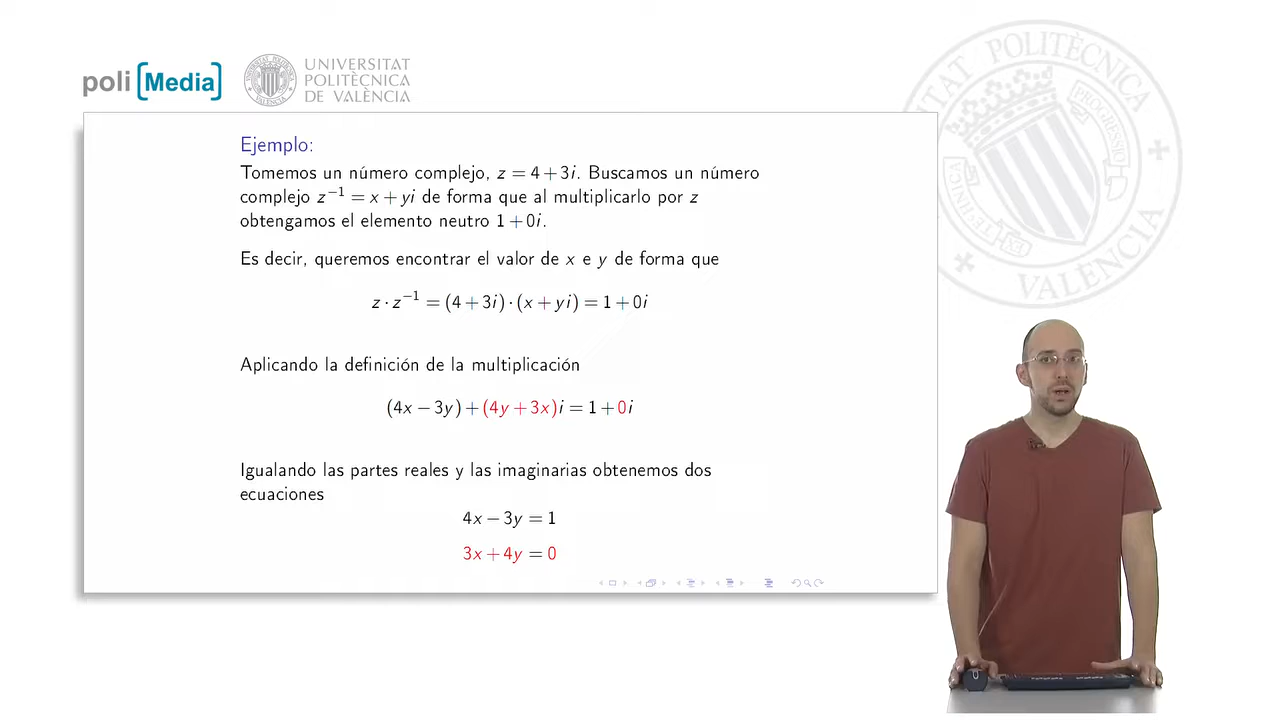 poli [Media]
UNIVERSITAT
POLITÈCNICA
DE VALÈNCIA
Ejemplo:
Tomemos un número complejo, z = 4 + 3i. Buscamos un número
complejo z⁻¹ = x + yi de forma que al multiplicarlo por z
obtengamos el elemento neutro 1 + 0i.
Es decir, queremos encontrar el valor de x e y de forma que
z · z⁻¹ = (4 + 3i) · (x + yi) = 1 + 0i
Aplicando la definición de la multiplicación
(4x − 3y) + (4y + 3x)i = 1 + 0i
Igualando las partes reales y las imaginarias obtenemos dos
ecuaciones
4x − 3y = 1
3x + 4y = 0
POLITÈCNICA
VALÈNCIA
PROGRESSIO